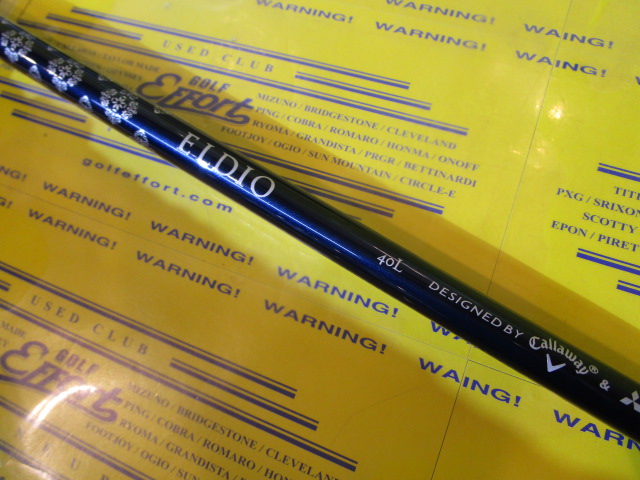 WARNING!
WAING!
USED CLUB
GOLF
Effort
MIZUNO / BRIDGESTONE / CLEVELAND
PING / COBRA / ROMARO / HONMA / ONOFF
RYOMA / GRANDISTA / PRGR / BETTINARDI
FOOTJOY / OGIO / SUN MOUNTAIN / CIRCLE-E
golfeffort.com
ELDIO
40L
DESIGNED BY Callaway® &
PXG / SRIXON
SCOTTY
EPON / PIRET
WARNING!
WARNING!
WARNING!
WARNING!
WARNING!
WAING!
WARNING!
USED CLUB
GOLF
Effort
MIZUNO / BRIDGESTONE / CLEVELAND
PING / COBRA / ROMARO / HONMA
RYOMA / GRANDISTA
FOOTJOY / OGIO / SUN
WARNING!